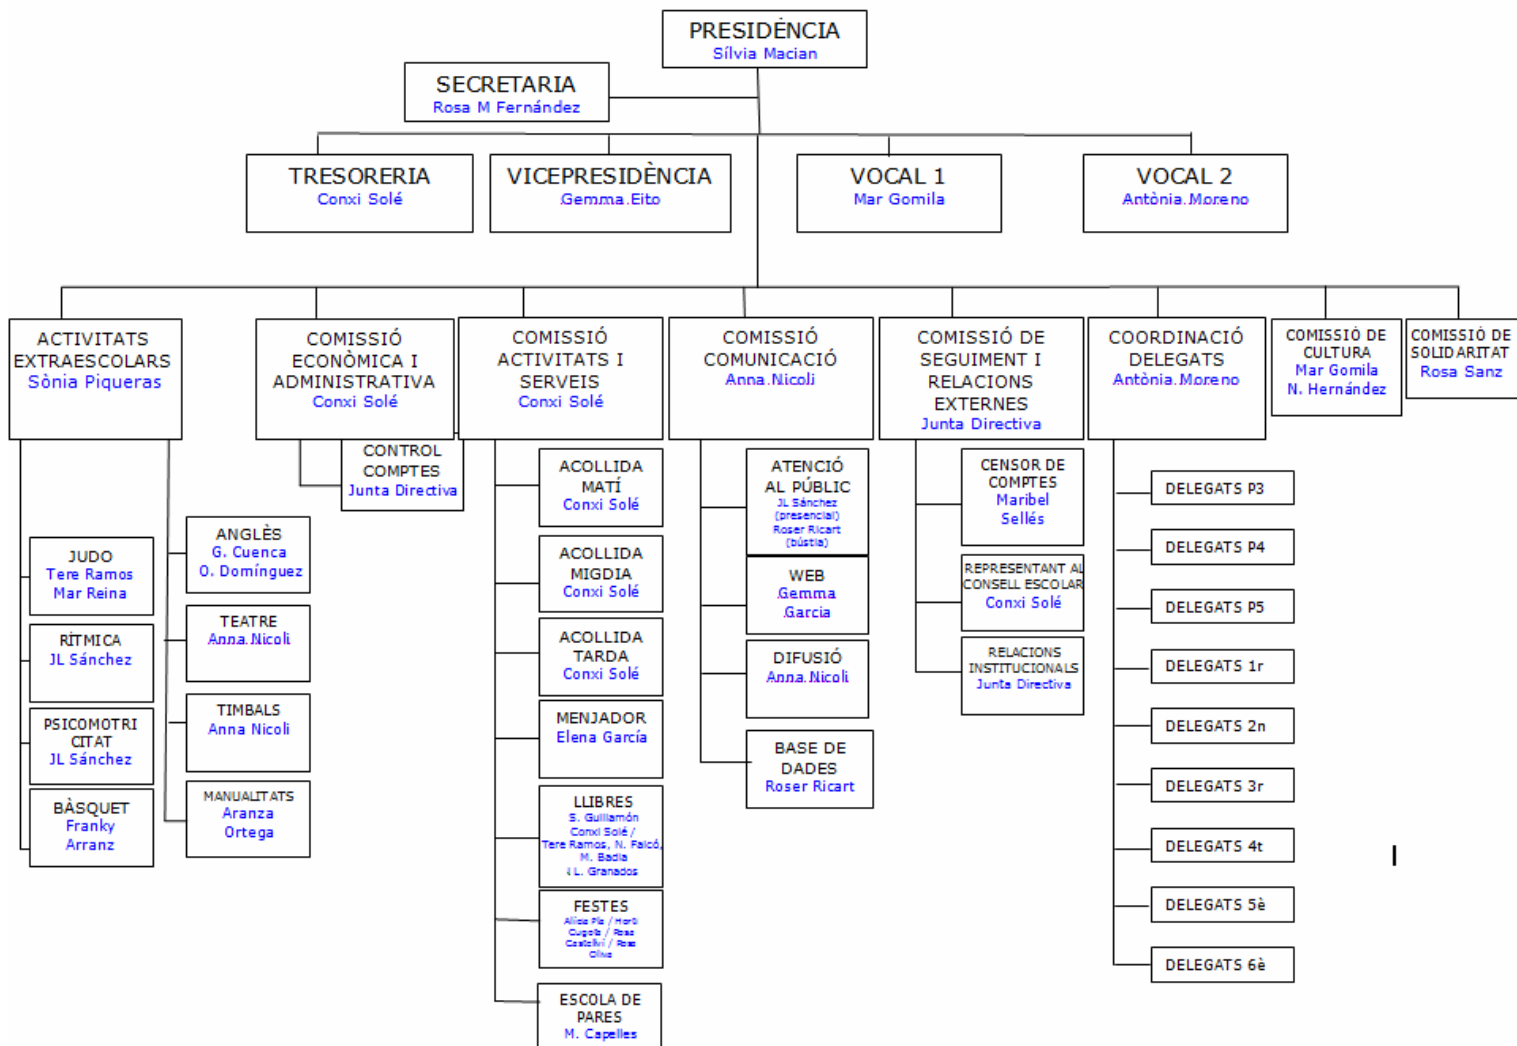 PRESIDÈNCIA
Sílvia Macian
SECRETARIA
Rosa M Fernández
TRESORERIA
Conxi Solé
VICEPRESIDÈNCIA
Gemma Eito
VOCAL 1
Mar Gomila
VOCAL 2
Antònia Moreno
ACTIVITATS
EXTRAESCOLARS
Sònia Piqueras
COMISSIÓ
ECONÒMICA I
ADMINISTRATIVA
Conxi Solé
COMISSIÓ
ACTIVITATS I
SERVEIS
Conxi Solé
COMISSIÓ
COMUNICACIÓ
Anna Nicoli
COMISSIÓ DE
SEGUIMENT I
RELACIONS
EXTERNES
Junta Directiva
COORDINACIÓ
DELEGATS
Antònia Moreno
COMISSIÓ DE
CULTURA
Mar Gomila
N. Hernández
COMISSIÓ DE
SOLIDARITAT
Rosa Sanz
JUDO
Tere Ramos
Mar Reina
RÍTMICA
JL Sánchez
PSICOMOTRI
CITAT
JL Sánchez
BÀSQUET
Franky
Arranz
ANGLÈS
G. Cuenca
O. Domínguez
TEATRE
Anna Nicoli
TIMBALS
Anna Nicoli
MANUALITATS
Aranza
Ortega
CONTROL
COMPTES
Junta Directiva
ACOLLIDA
MATÍ
Conxi Solé
ACOLLIDA
MIGDIA
Conxi Solé
ACOLLIDA
TARDA
Conxi Solé
MENJADOR
Elena García
LLIBRES
S. Guillamón
Conxi Solé /
Tere Ramos, N. Falcó,
M. Badia
L. Granados
FESTES
Alícia Pla /
Cugota / Rosa
Castellví / Rosa
Oliva
ESCOLA DE
PARES
M. Capelles
ATENCIÓ
AL PÚBLIC
JL Sánchez
(presencial)
Roser Ricart
(bústia)
WEB
Gemma
Garcia
DIFUSIÓ
Anna Nicoli
BASE DE
DADES
Roser Ricart
CENSOR DE
COMPTES
Maribel
Sellés
REPRESENTANT AL
CONSELL ESCOLAR
Conxi Solé
RELACIONS
INSTITUCIONALS
Junta Directiva
DELEGATS P3
DELEGATS P4
DELEGATS P5
DELEGATS 1r
DELEGATS 2n
DELEGATS 3r
DELEGATS 4t
DELEGATS 5è
DELEGATS 6è